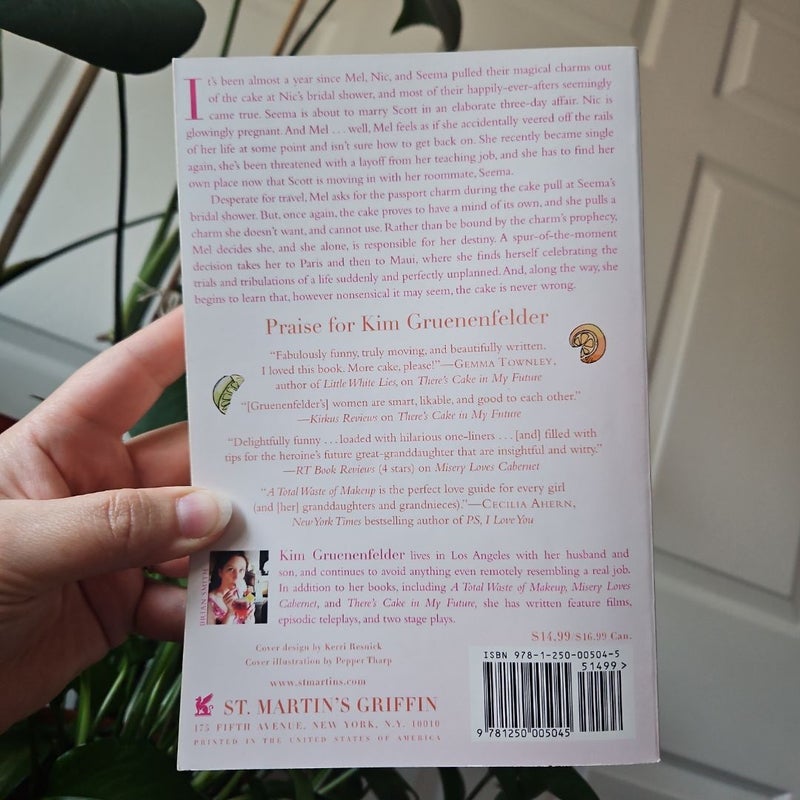 It's been almost a year since Mel, Nic, and Seema pulled their magical charms out
of the cake at Nic's bridal shower, and most of their happily-ever-afters seemingly
came true. Seema is about to marry Scott in an elaborate three-day affair. Nic is
glowingly pregnant. And Mel . . . well, Mel feels as if she accidentally veered off the rails
of her life at some point and isn't sure how to get back on. She recently became single
again, she's been threatened with a layoff from her teaching job, and she has to find her
own place now that Scott is moving in with her roommate, Seema.
Desperate for travel, Mel asks for the passport charm during the cake pull at Seema's
bridal shower. But, once again, the cake proves to have a mind of its own, and she pulls a
charm she doesn't want, and cannot use. Rather than be bound by the charm's prophecy,
Mel decides she, and she alone, is responsible for her destiny. A spur-of-the-moment
decision takes her to Paris and then to Maui, where she finds herself celebrating the
trials and tribulations of a life suddenly and perfectly unplanned. And, along the way, she
begins to learn that, however nonsensical it may seem, the cake is never wrong.
Praise for Kim Gruenenfelder
"Fabulously funny, truly moving, and beautifully written.
I loved this book. More cake, please!"—GEMMA TOWNLEY,
author of Little White Lies, on There's Cake in My Future
"[Gruenenfelder's] women are smart, likable, and good to each other."
—Kirkus Reviews on There's Cake in My Future
"Delightfully funny . . . loaded with hilarious one-liners . . . [and] filled with
tips for the heroine's future great-granddaughter that are insightful and witty."
—RT Book Reviews (4 stars) on Misery Loves Cabernet
"A Total Waste of Makeup is the perfect love guide for every girl
(and [her] granddaughters and grandnieces)."—CECILIA AHERN,
New York Times bestselling author of PS, I Love You
BRIAN SMITH
Kim Gruenenfelder lives in Los Angeles with her husband and
son, and continues to avoid anything even remotely resembling a real job.
In addition to her books, including A Total Waste of Makeup, Misery Loves
Cabernet, and There's Cake in My Future, she has written feature films,
episodic teleplays, and two stage plays.
$14.99/$16.99 Can.
Cover design by Kerri Resnick
Cover illustration by Pepper Tharp
www.stmartins.com
ST. MARTIN'S GRIFFIN
175 FIFTH AVENUE, NEW YORK, N.Y. 10010
PRINTED IN THE UNITED STATES OF AMERICA
ISBN 978-1-250-00504-5
51499>
9 781250 005045